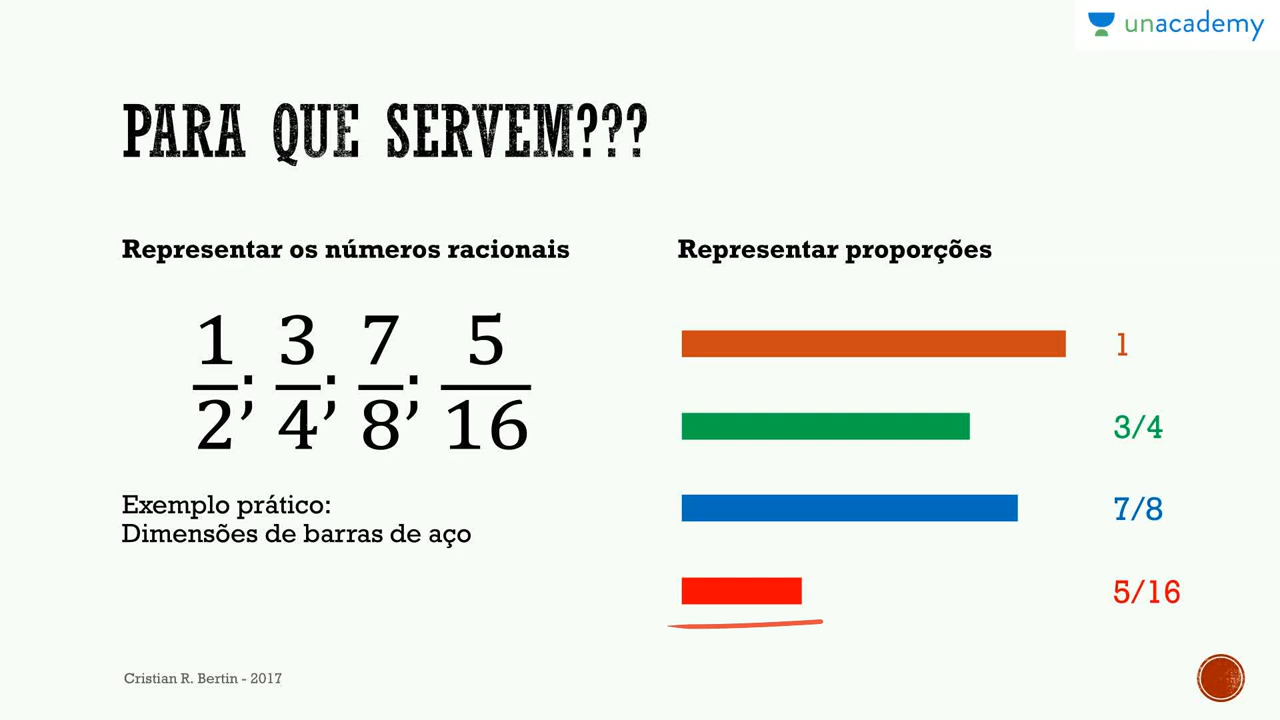 unacademy
PARA QUE SERVEM???
Representar os números racionais
1/2; 3/4; 7/8; 5/16
Exemplo prático:
Dimensões de barras de aço
Representar proporções
1
3/4
7/8
5/16
Cristian R. Bertin - 2017